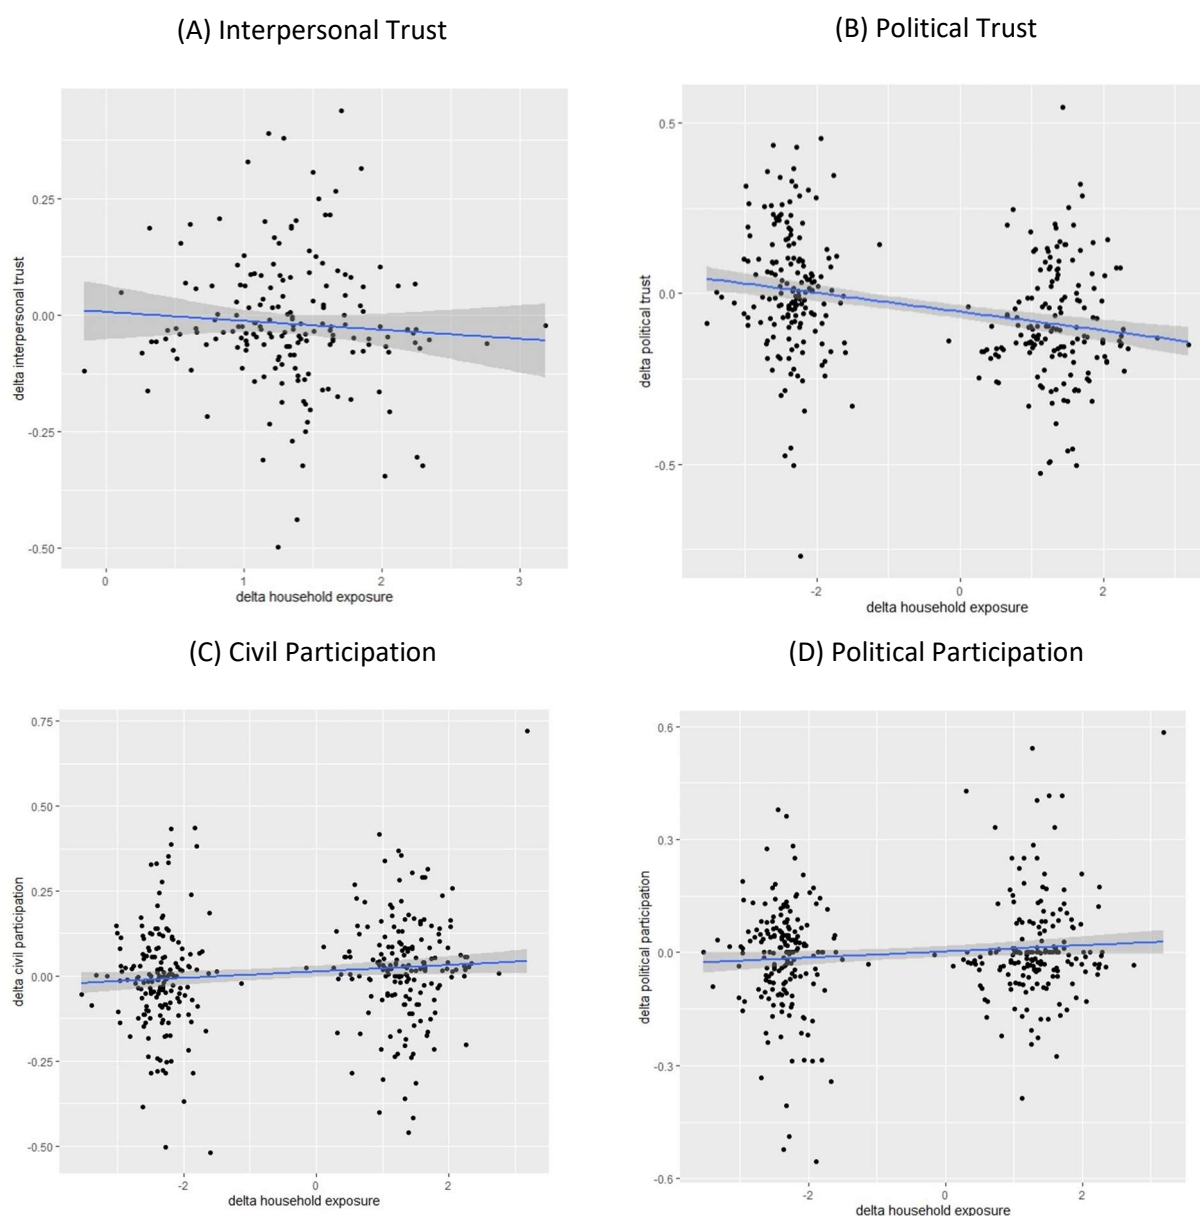 (A) Interpersonal Trust
(B) Political Trust
delta interpersonal trust
0.25
0.00
-0.25
-0.50
0
1
2
3
delta household exposure
delta political trust
0.5
0.0
-0.5
-2
0
2
delta household exposure
(C) Civil Participation
(D) Political Participation
delta civil participation
0.75
0.50
0.25
0.00
-0.25
-0.50
-2
0
2
delta household exposure
delta political participation
0.6
0.3
0.0
-0.3
-0.6
-2
0
2
delta household exposure